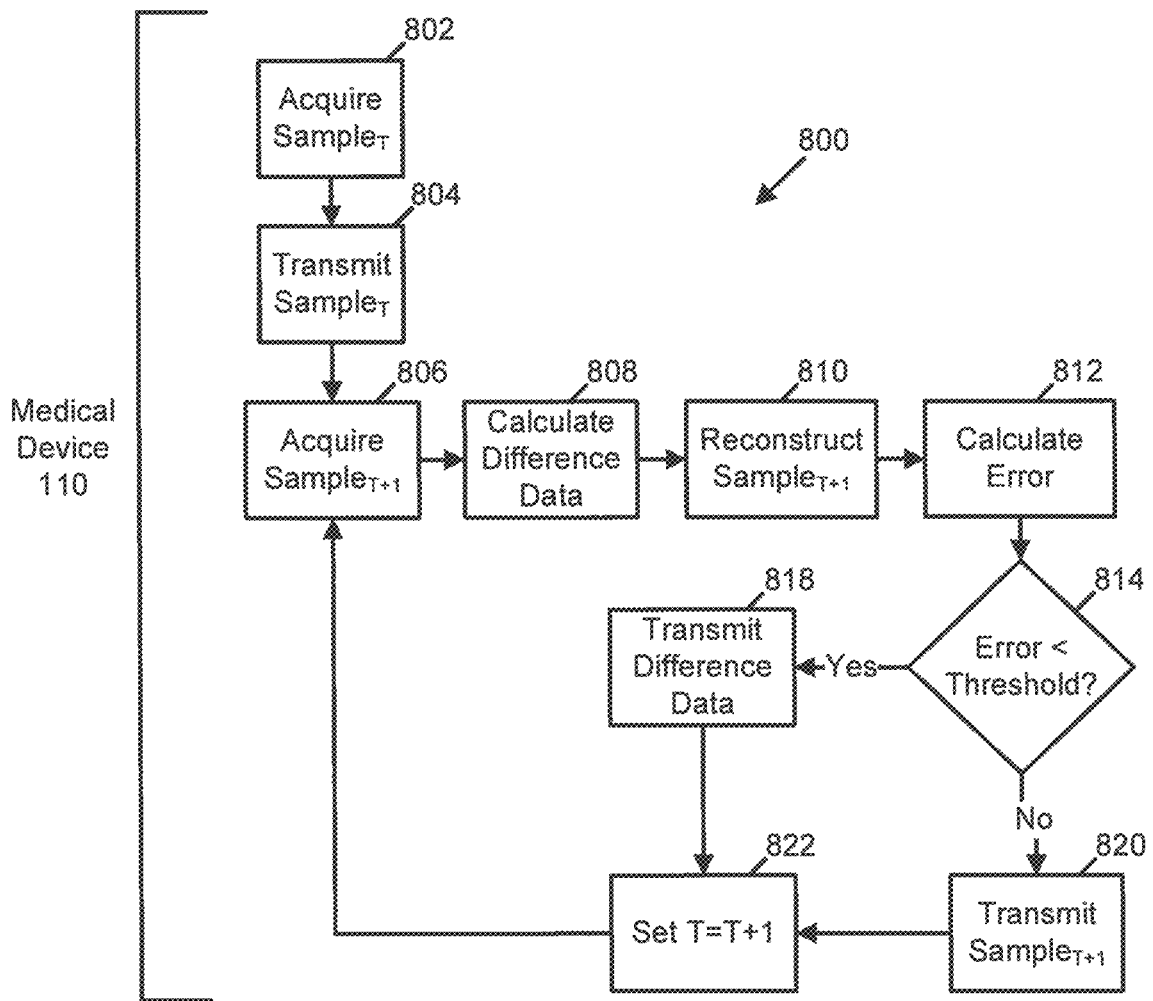 802
Acquire
Sample_T
800
804
Transmit
Sample_T
Medical
Device
110
806
Acquire
Sample_T+1
808
Calculate
Difference
Data
810
Reconstruct
Sample_T+1
812
Calculate
Error
814
Error <
Threshold?
Yes
818
Transmit
Difference
Data
No
820
Transmit
Sample_T+1
822
Set T=T+1